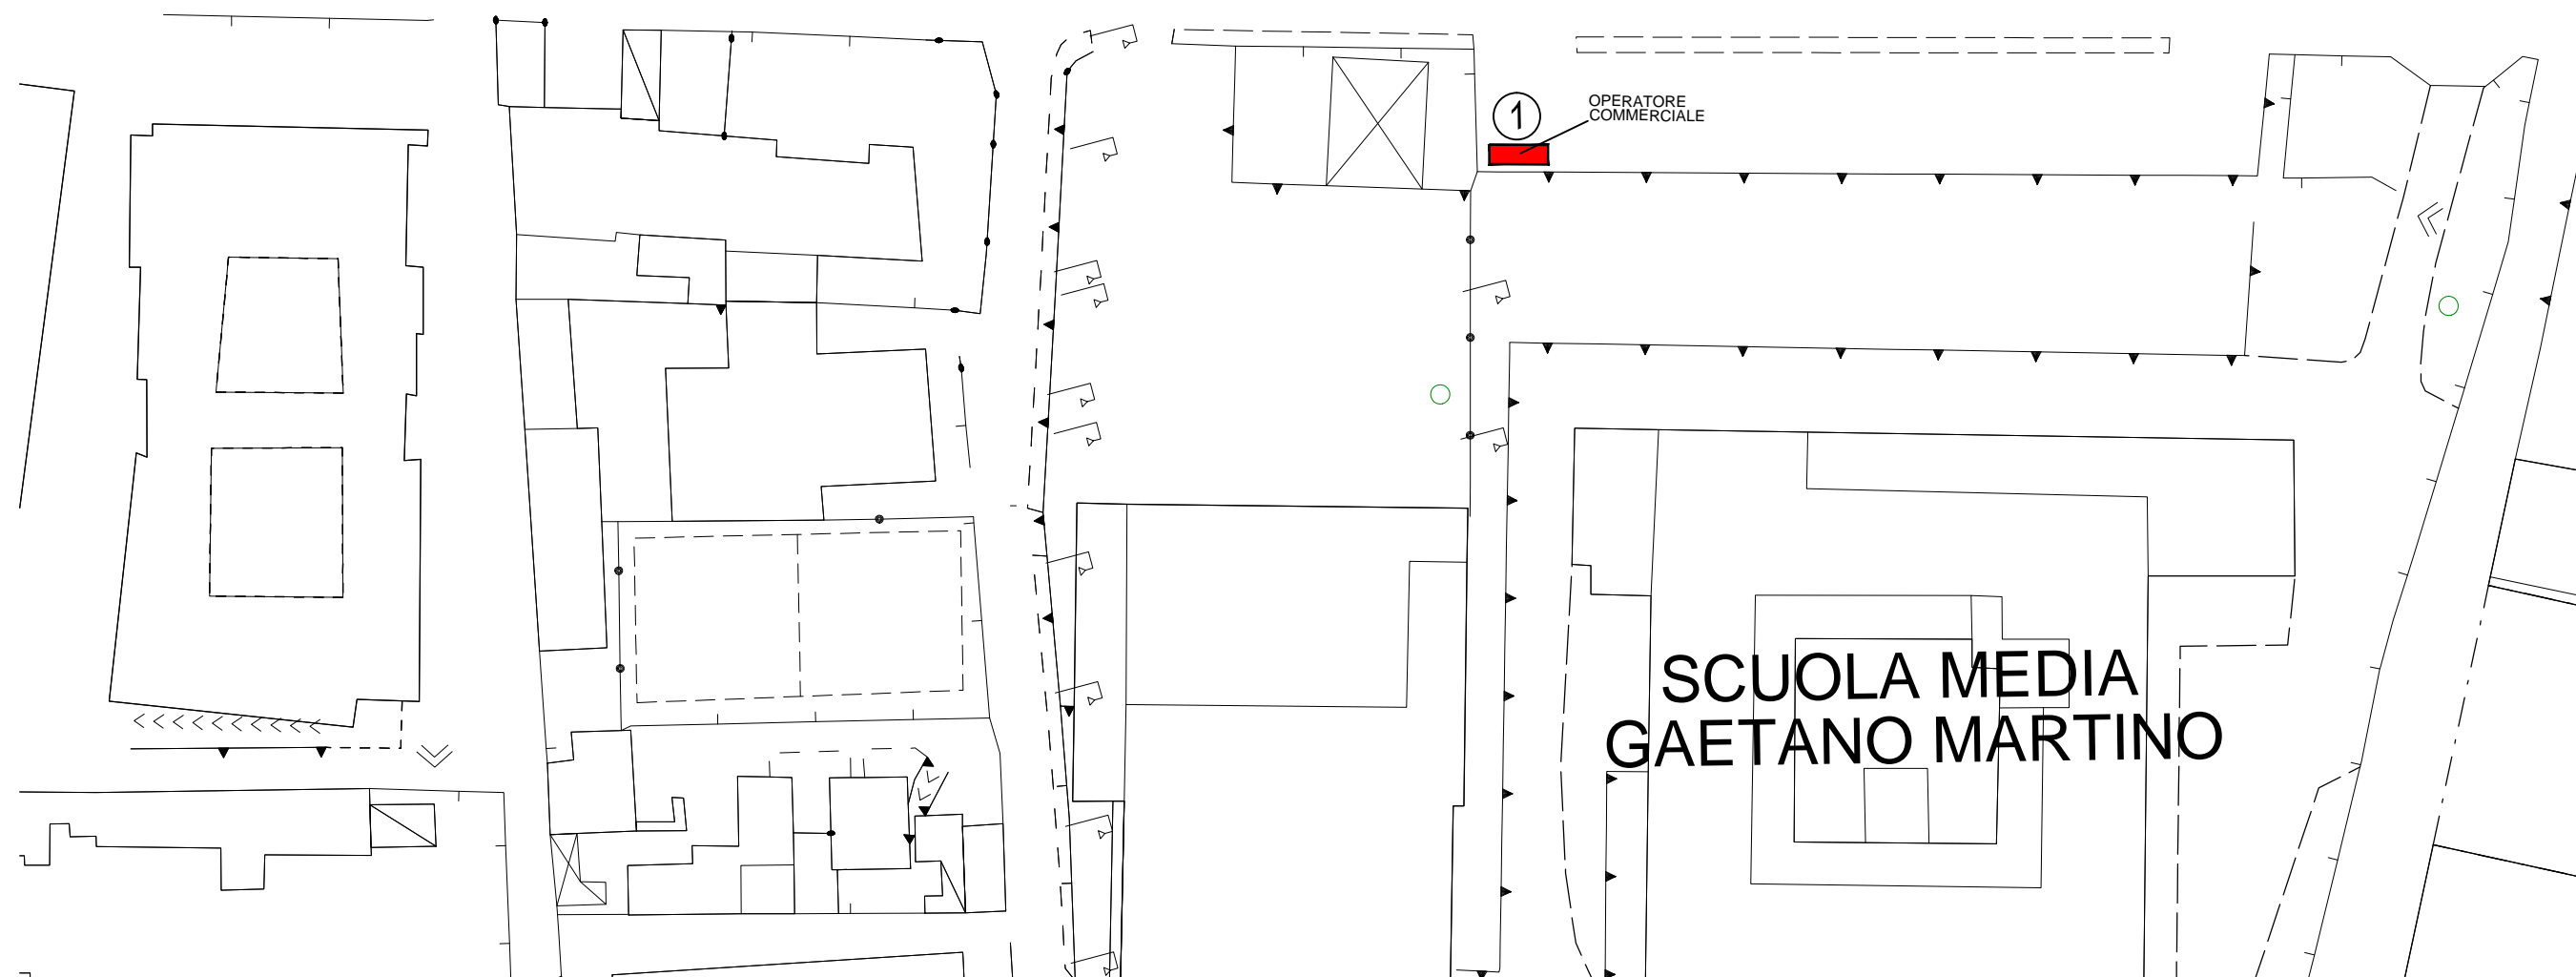 1
OPERATORE
COMMERCIALE
SCUOLA MEDIA
GAETANO MARTINO